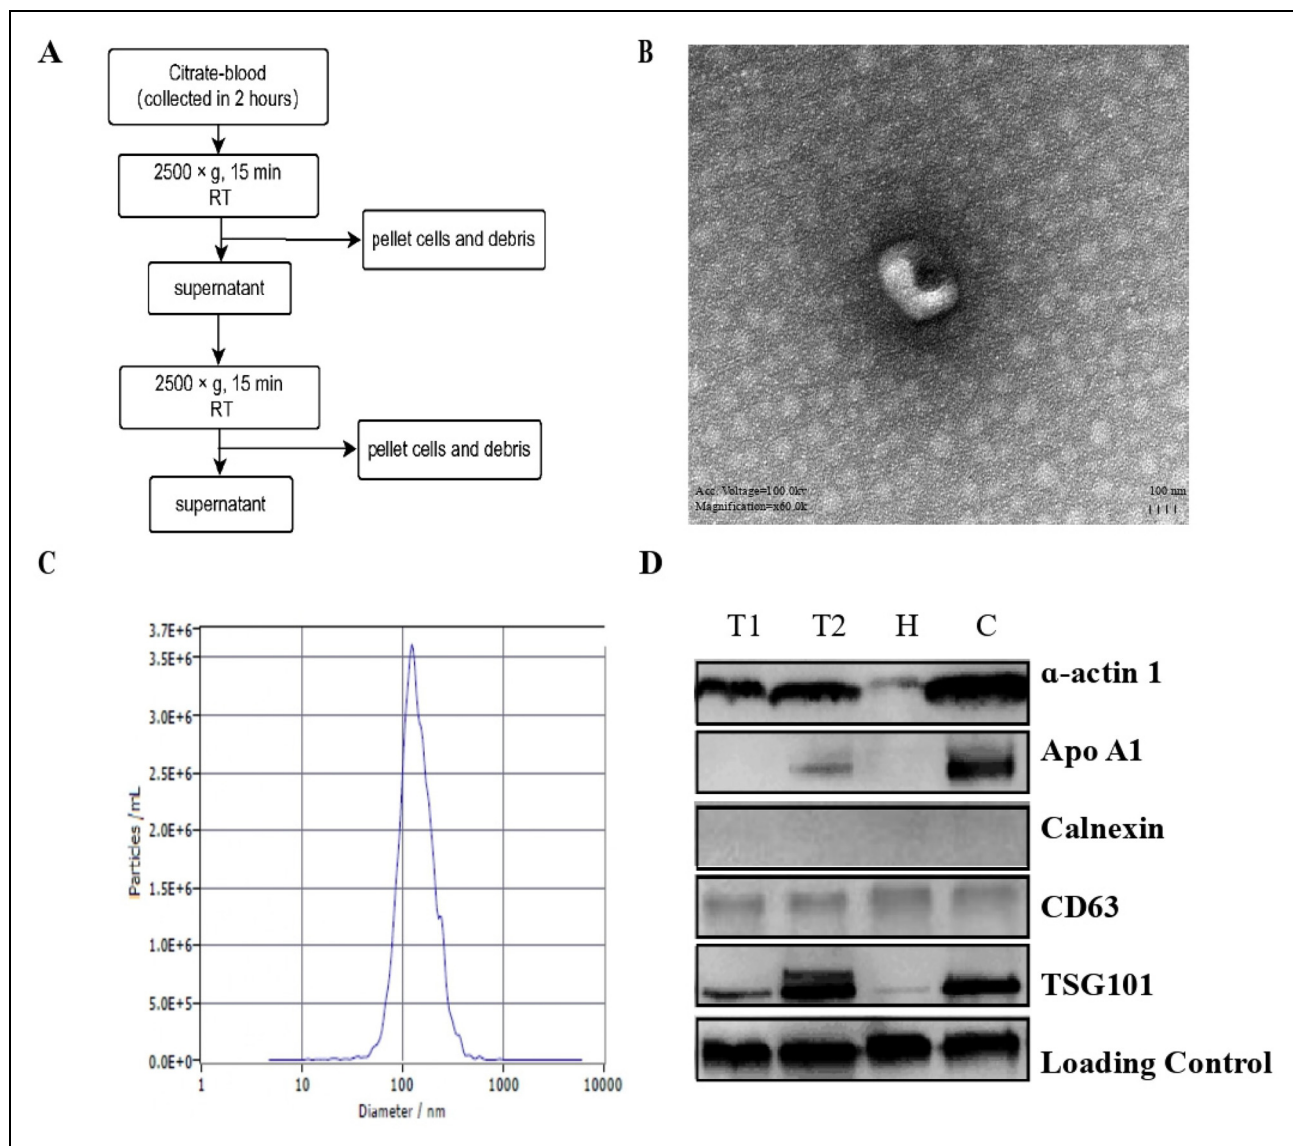 A
Citrate-blood
(collected in 2 hours)
2500 × g, 15 min
RT
pellet cells and debris
supernatant
2500 × g, 15 min
RT
pellet cells and debris
supernatant
B
Acc. Voltage=100.0kv
Magnification=x60.0k
100 nm
C
3.7E+6
3.5E+6
3.0E+6
2.5E+6
2.0E+6
1.5E+6
1.0E+6
5.0E+5
0.0E+0
Particles / mL
1 10 100 1000 10000
Diameter / nm
D
T1 T2 H C
α-actin 1
Apo A1
Calnexin
CD63
TSG101
Loading Control